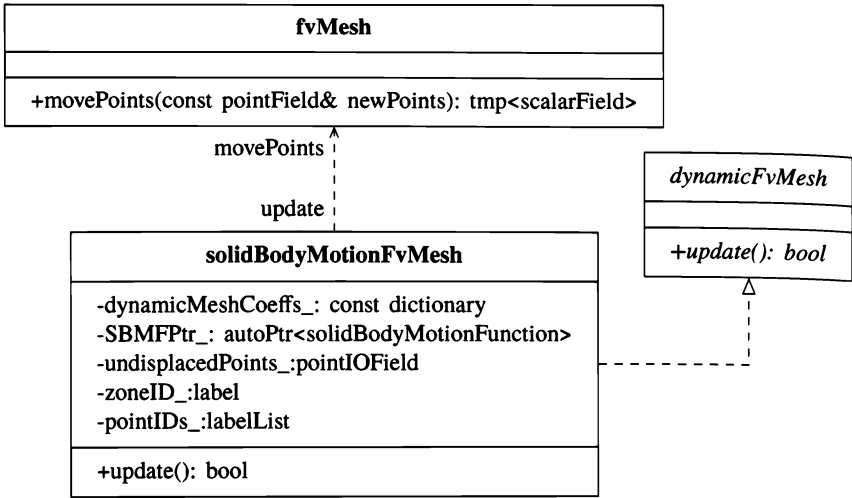 fvMesh
+movePoints(const pointField& newPoints): tmp<scalarField>
movePoints
update
dynamicFvMesh
+update(): bool
solidBodyMotionFvMesh
-dynamicMeshCoeffs_: const dictionary
-SBMFPtr_: autoPtr<solidBodyMotionFunction>
-undisplacedPoints_:pointIOField
-zoneID_:label
-pointIDs_:labelList
+update(): bool